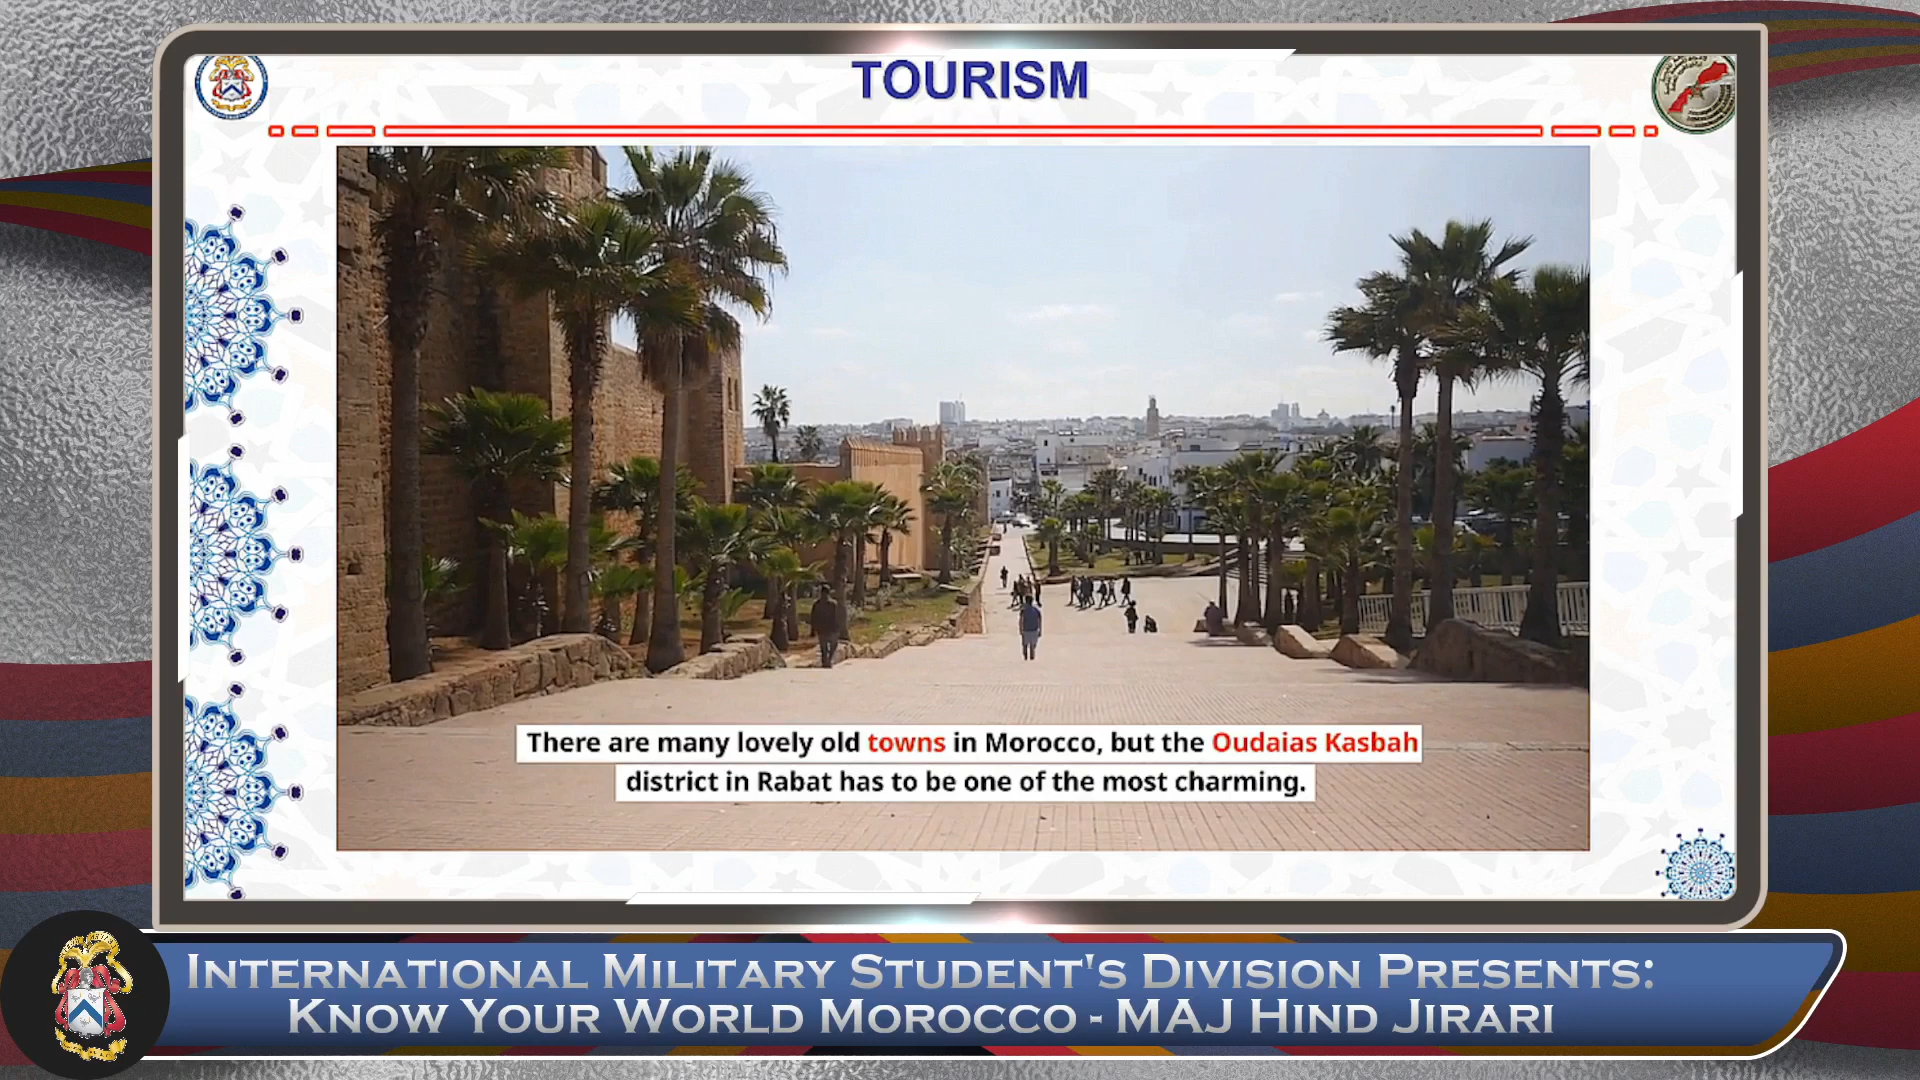 TOURISM
There are many lovely old towns in Morocco, but the Oudaias Kasbah
district in Rabat has to be one of the most charming.
International Military Student's Division Presents:
Know Your World Morocco - MAJ Hind Jirari